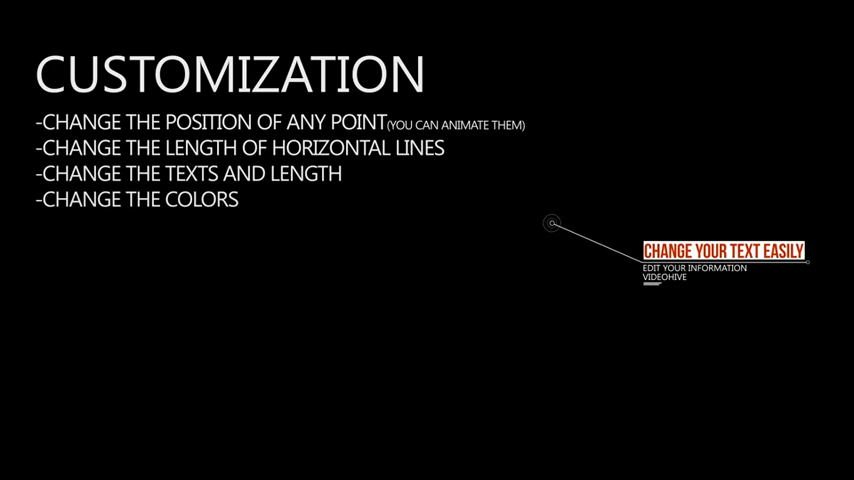 CUSTOMIZATION
-CHANGE THE POSITION OF ANY POINT(YOU CAN ANIMATE THEM)
-CHANGE THE LENGTH OF HORIZONTAL LINES
-CHANGE THE TEXTS AND LENGTH
-CHANGE THE COLORS
CHANGE YOUR TEXT EASILY
EDIT YOUR INFORMATION
VIDEOHIVE